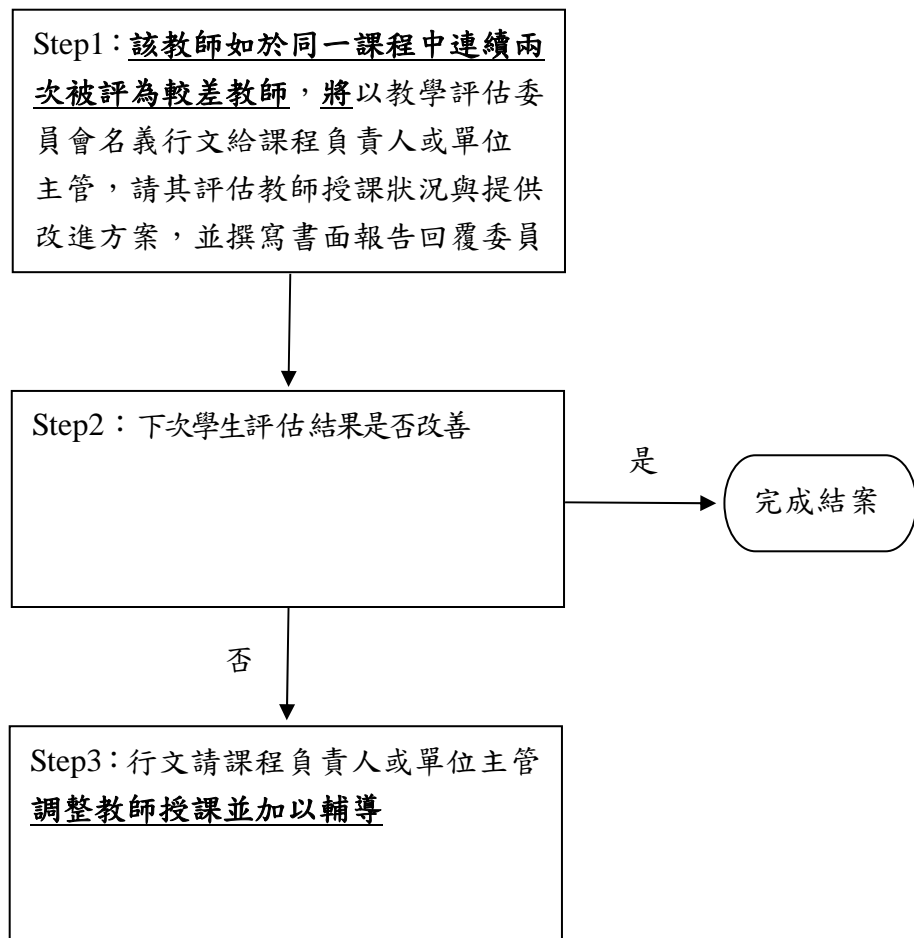 Step1：該教師如於同一課程中連續兩
次被評為較差教師，將以教學評估委
員會名義行文給課程負責人或單位
主管，請其評估教師授課狀況與提供
改進方案，並撰寫書面報告回覆委員
Step2：下次學生評估結果是否改善
是
完成結案
否
Step3：行文請課程負責人或單位主管
調整教師授課並加以輔導